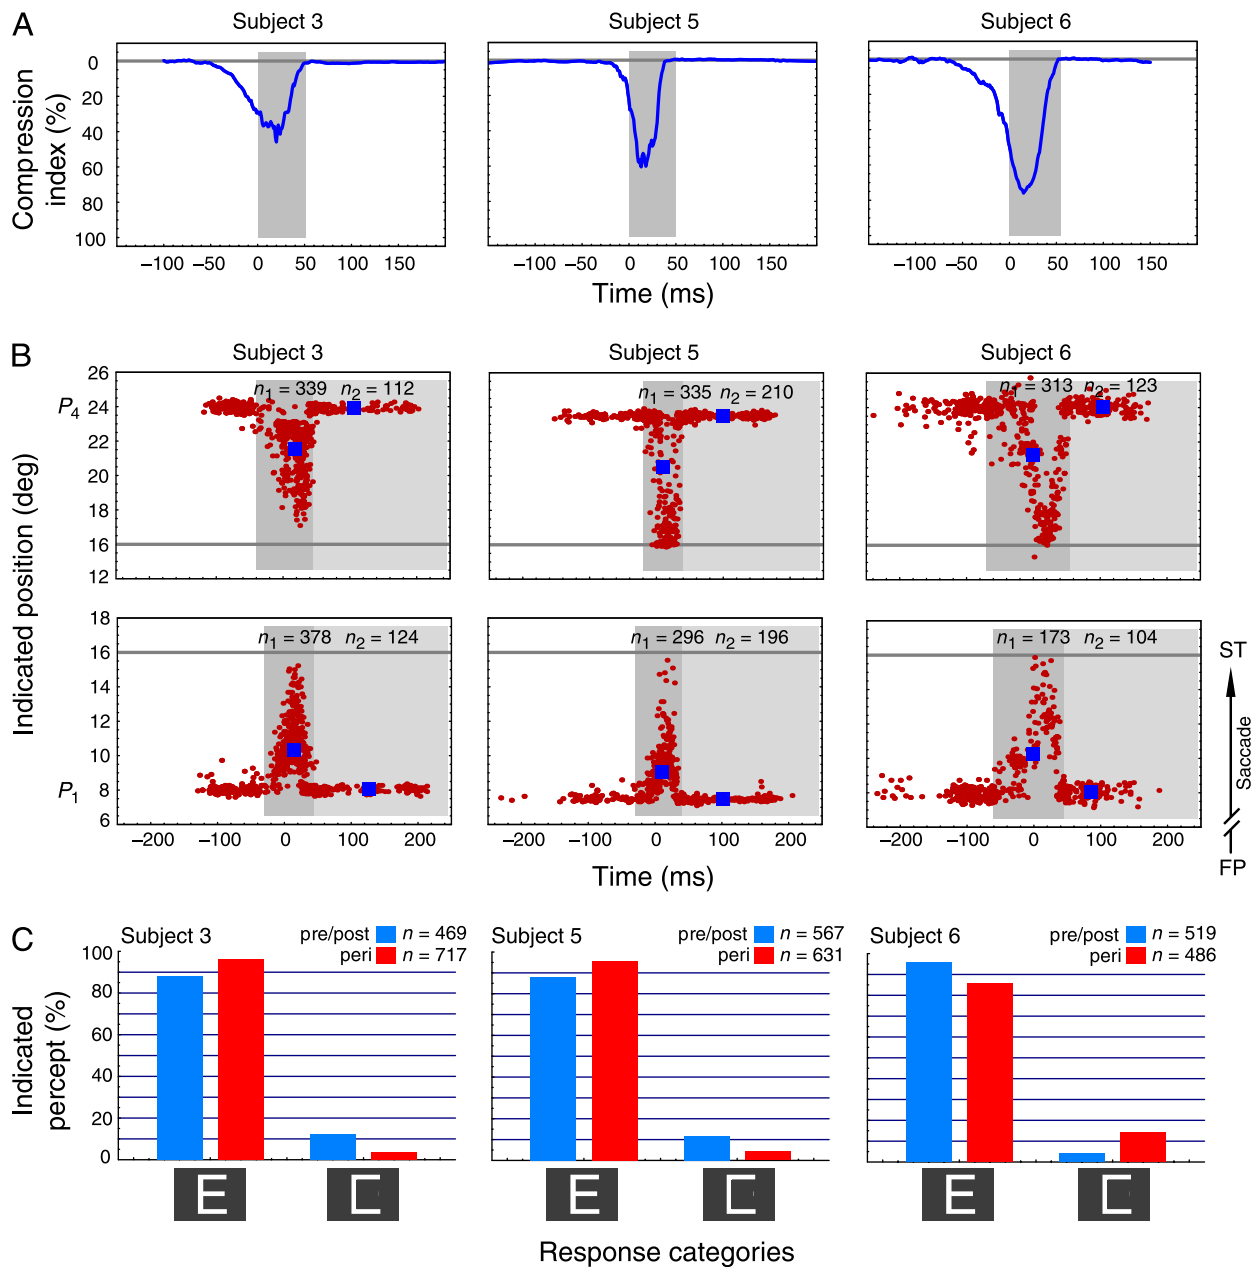 A
Subject 3
Subject 5
Subject 6
Compression
index (%)
0
20
40
60
80
100
−100 −50 0 50 100 150
−100 −50 0 50 100 150
−100 −50 0 50 100 150
Time (ms)
B
Subject 3
Subject 5
Subject 6
Indicated position (deg)
P4
26
24
22
20
18
16
12
n1 = 339 n2 = 112
n1 = 335 n2 = 210
n1 = 313 n2 = 123
P1
18
16
14
12
10
8
6
n1 = 378 n2 = 124
n1 = 296 n2 = 196
n1 = 173 n2 = 104
ST
Saccade
FP
−200 −100 0 100 200
−200 −100 0 100 200
−200 −100 0 100 200
Time (ms)
C
Subject 3
pre/post n = 469
peri n = 717
Subject 5
pre/post n = 567
peri n = 631
Subject 6
pre/post n = 519
peri n = 486
Indicated
percept (%)
100
80
60
40
20
0
E C
E C
E C
Response categories